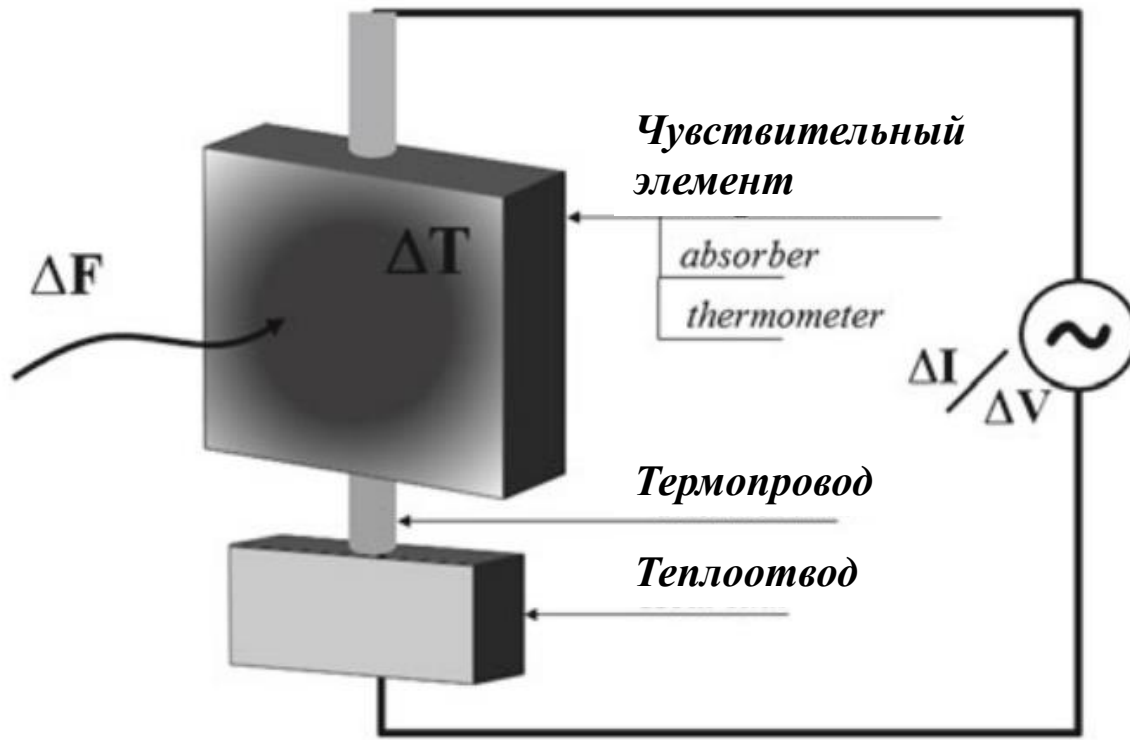 Чувствительный
элемент
ΔT
absorber
ΔF
thermometer
ΔI/ΔV
Термопровод
Теплоотвод